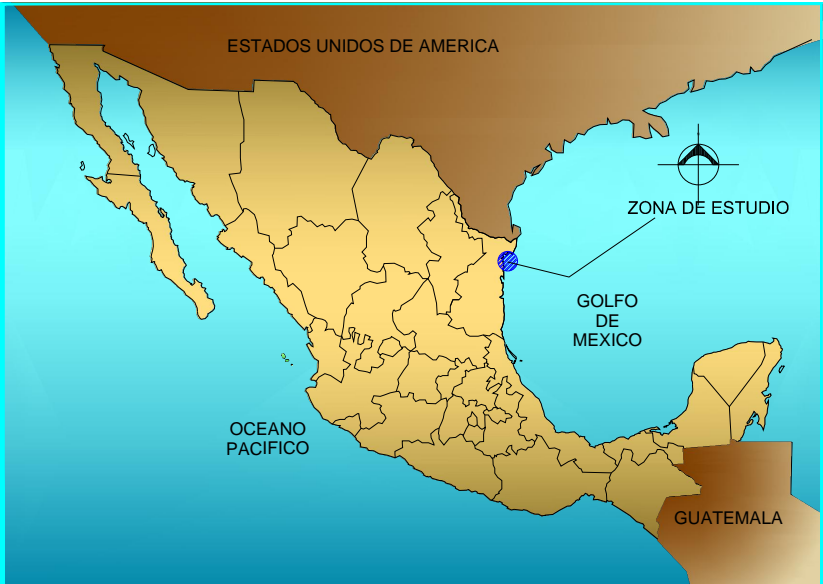 ESTADOS UNIDOS DE AMERICA
ZONA DE ESTUDIO
GOLFO
DE
MEXICO
OCEANO
PACIFICO
GUATEMALA